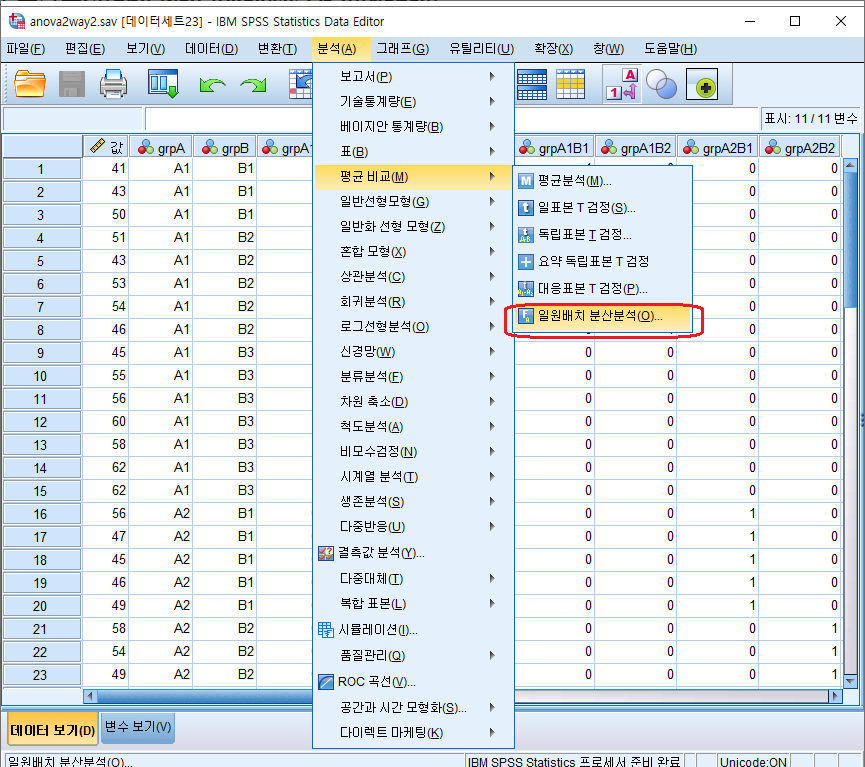 anova2way2.sav [데이터세트23] - IBM SPSS Statistics Data Editor
파일(F) 편집(E) 보기(V) 데이터(D) 변환(T) 분석(A) 그래프(G) 유틸리티(U) 확장(X) 창(W) 도움말(H)
표시: 11 / 11 변수
값 grpA grpB grpA1 grpA1B1 grpA1B2 grpA2B1 grpA2B2
1 41 A1 B1 0 0 0
2 43 A1 B1
3 50 A1 B1 0 0
4 51 A1 B2 0 0
5 43 A1 B2 0 0
6 53 A1 B2 0 0
7 54 A1 B2 0 0
8 46 A1 B2 0 0
9 45 A1 B3 0 0 0 0
10 55 A1 B3 0 0 0 0
11 56 A1 B3 0 0 0 0
12 60 A1 B3 0 0 0 0
13 58 A1 B3 0 0 0 0
14 62 A1 B3 0 0 0 0
15 62 A1 B3 0 0 0 0
16 56 A2 B1 0 0 1 0
17 47 A2 B1 0 0 1 0
18 45 A2 B1 0 0 1 0
19 46 A2 B1 0 0 1 0
20 49 A2 B1 0 0 1 0
21 58 A2 B2 0 0 0 1
22 54 A2 B2 0 0 0 1
23 49 A2 B2 0 0 0 1
보고서(P)
기술통계량(E)
베이지안 통계량(B)
표(B)
평균 비교(M)
일반선형모형(G)
일반화 선형 모형(Z)
혼합 모형(X)
상관분석(C)
회귀분석(R)
로그선형분석(O)
신경망(W)
분류분석(F)
차원 축소(D)
척도분석(A)
비모수검정(N)
시계열 분석(T)
생존분석(S)
다중반응(U)
결측값 분석(Y)...
다중대체(T)
복합 표본(L)
시뮬레이션(I)...
품질관리(Q)
ROC 곡선(V)...
공간과 시간 모형화(S)...
다이렉트 마케팅(K)
평균분석(M)...
일표본 T 검정(S)...
독립표본 T 검정...
요약 독립표본 T 검정
대응표본 T 검정(P)...
일원배치 분산분석(O)...
데이터 보기(D) 변수 보기(V)
일원배치 분산분석(O)... IBM SPSS Statistics 프로세서 준비 완료 Unicode:ON